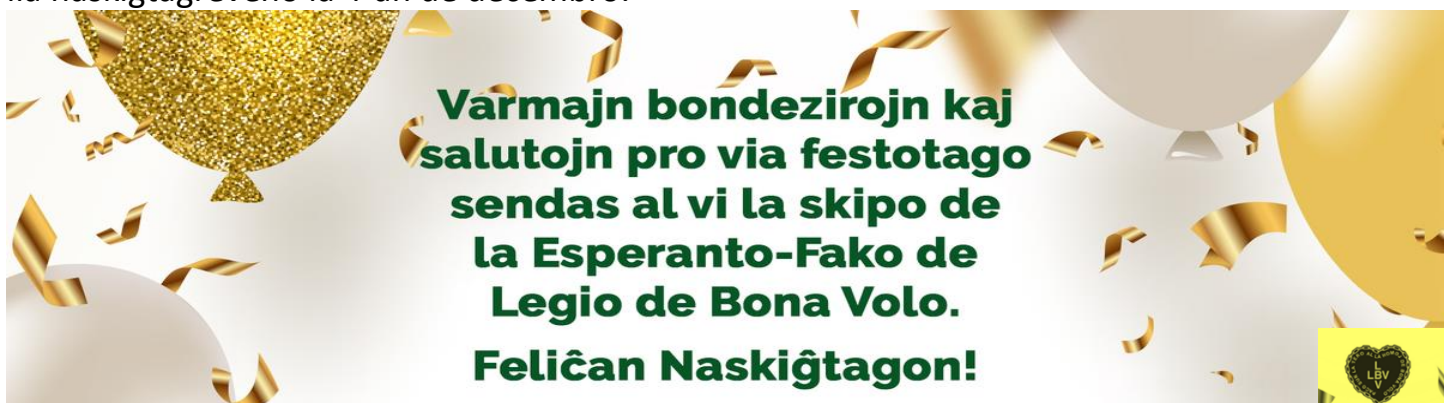 Varmajn bondezirojn kaj
salutojn pro via festotago
sendas al vi la skipo de
la Esperanto-Fako de
Legio de Bona Volo.
Feliĉan Naskiĝtagon!
LBV